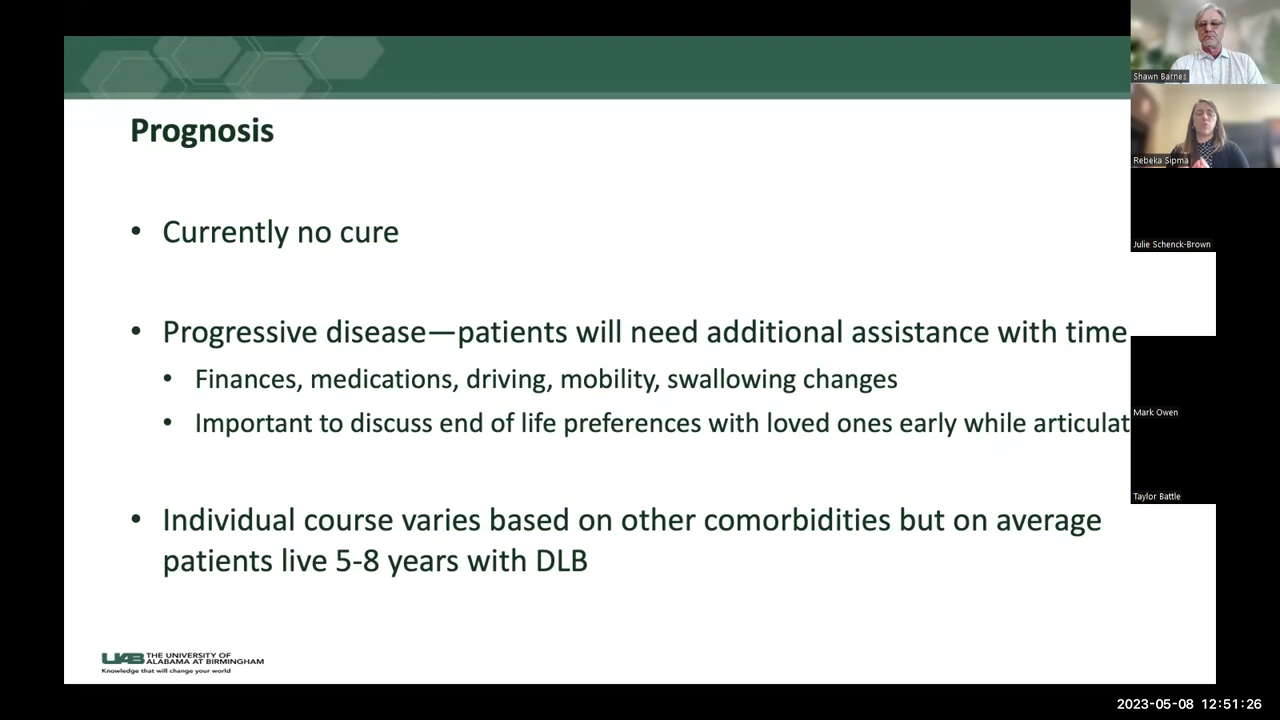 Prognosis
• Currently no cure
• Progressive disease—patients will need additional assistance with time
• Finances, medications, driving, mobility, swallowing changes
• Important to discuss end of life preferences with loved ones early while articulat
• Individual course varies based on other comorbidities but on average
patients live 5-8 years with DLB
UAB THE UNIVERSITY OF
ALABAMA AT BIRMINGHAM
Knowledge that will change your world
Shawn Barnes
Rebeka Sipma
Julie Schenck-Brown
Mark Owen
Taylor Battle
2023-05-08 12:51:26